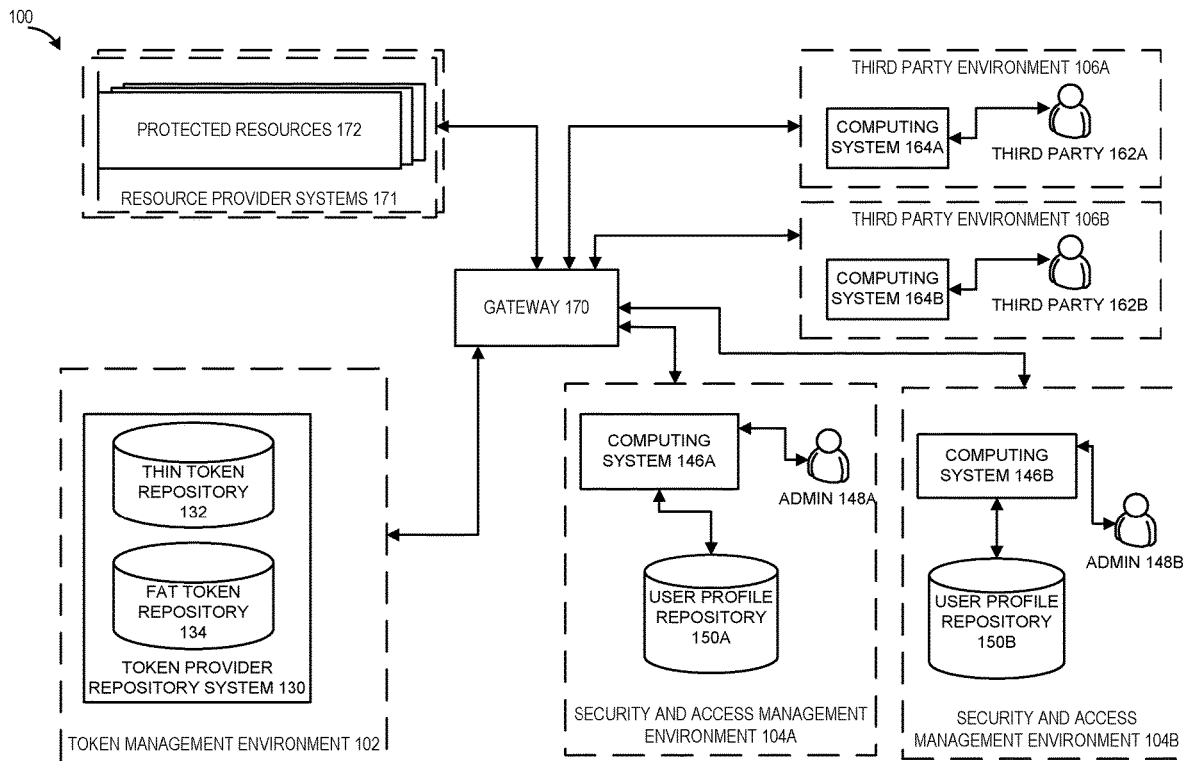 100
PROTECTED RESOURCES 172
RESOURCE PROVIDER SYSTEMS 171
THIRD PARTY ENVIRONMENT 106A
COMPUTING
SYSTEM 164A
THIRD PARTY 162A
THIRD PARTY ENVIRONMENT 106B
COMPUTING
SYSTEM 164B
THIRD PARTY 162B
GATEWAY 170
THIN TOKEN
REPOSITORY
132
FAT TOKEN
REPOSITORY
134
TOKEN PROVIDER
REPOSITORY SYSTEM 130
TOKEN MANAGEMENT ENVIRONMENT 102
COMPUTING
SYSTEM 146A
ADMIN 148A
USER PROFILE
REPOSITORY
150A
SECURITY AND ACCESS MANAGEMENT
ENVIRONMENT 104A
COMPUTING
SYSTEM 146B
ADMIN 148B
USER PROFILE
REPOSITORY
150B
SECURITY AND ACCESS
MANAGEMENT ENVIRONMENT 104B